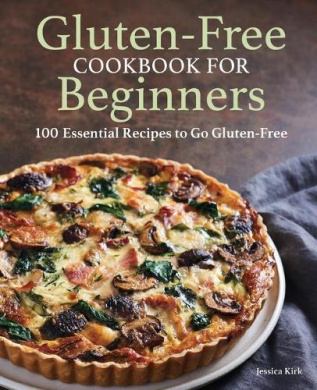 Gluten-Free
COOKBOOK FOR
Beginners
100 Essential Recipes to Go Gluten-Free
Jessica Kirk